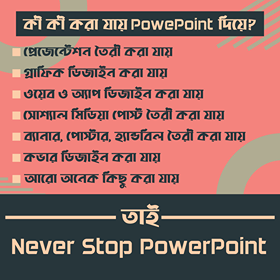 কী কী করা যায় PowePoint দিয়ে?
প্রেজেন্টেশন তৈরী করা যায়
গ্রাফিক ডিজাইন করা যায়
ওয়েব ও অ্যাপ ডিজাইন করা যায়
সোশ্যাল মিডিয়া পোস্ট তৈরী করা যায়
ব্যানার, পোস্টার, হ্যান্ডবিল তৈরী করা যায়
কভার ডিজাইন করা যায়
আরো অনেক কিছু করা যায়
তাই
Never Stop PowerPoint